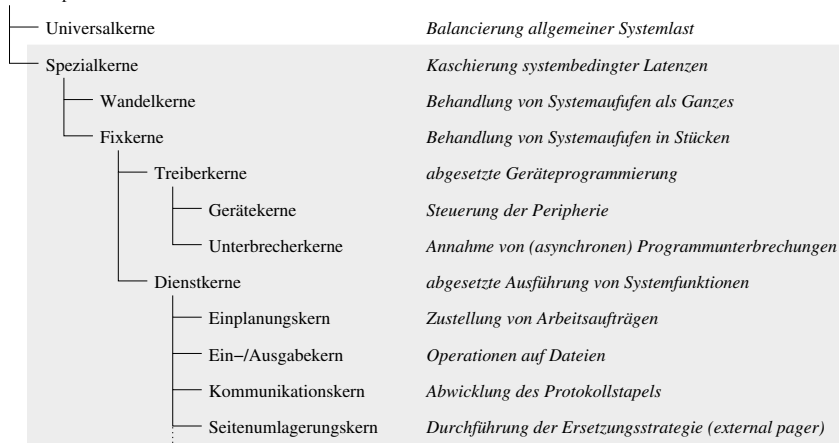 Universalkerne Balancierung allgemeiner Systemlast
Spezialkerne Kaschierung systembedingter Latenzen
Wandelkerne Behandlung von Systemaufufen als Ganzes
Fixkerne Behandlung von Systemaufufen in Stücken
Treiberkerne abgesetzte Geräteprogrammierung
Gerätekerne Steuerung der Peripherie
Unterbrecherkerne Annahme von (asynchronen) Programmunterbrechungen
Dienstkerne abgesetzte Ausführung von Systemfunktionen
Einplanungskern Zustellung von Arbeitsaufträgen
Ein−/Ausgabekern Operationen auf Dateien
Kommunikationskern Abwicklung des Protokollstapels
Seitenumlagerungskern Durchführung der Ersetzungsstrategie (external pager)